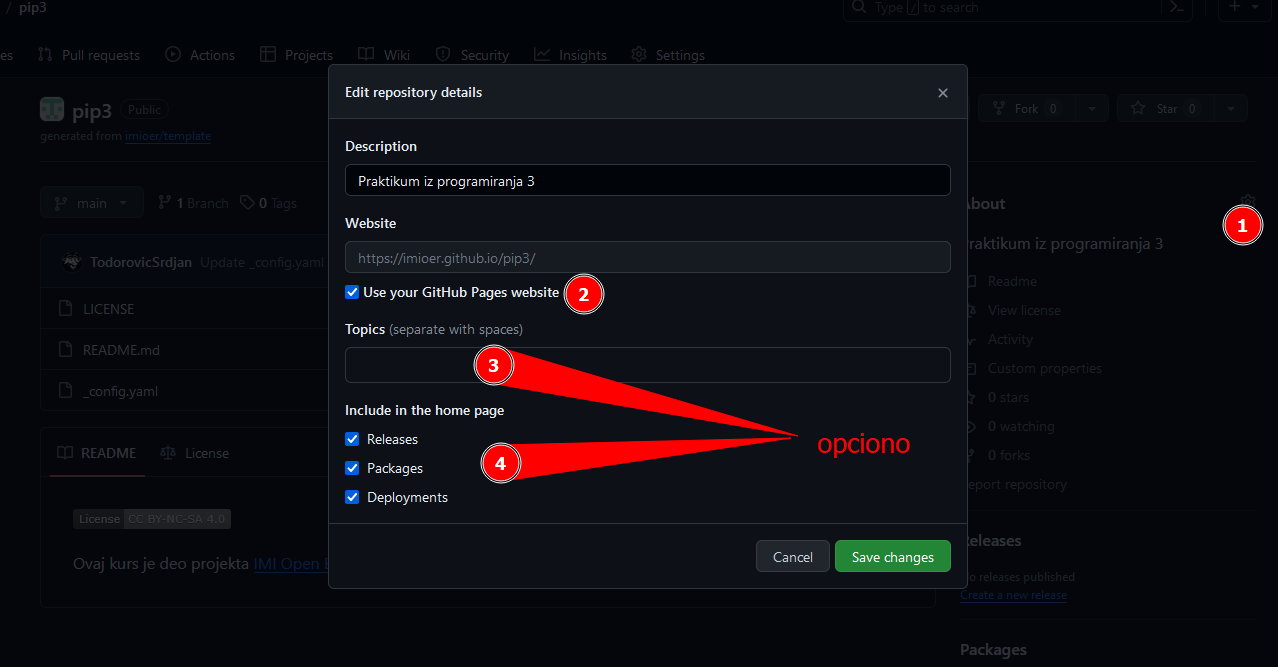 / pip3
Type / to search
es Pull requests Actions Projects Wiki Security Insights Settings
Edit repository details
pip3 Public
Fork 0
Star 0
generated from imioer/template
Description
Praktikum iz programiranja 3
main
1 Branch
0 Tags
About
1
Website
https://imioer.github.io/pip3/
raktikum iz programiranja 3
TodorovicSrdjan Update _config.yaml
Use your GitHub Pages website
2
Readme
LICENSE
View license
Topics (separate with spaces)
Activity
README.md
3
Custom properties
_config.yaml
0 stars
Include in the home page
0 watching
Releases
opciono
README
License
0 forks
Packages
4
eport repository
Deployments
License CC BY-NC-SA 4.0
Releases
Cancel
Save changes
Ovaj kurs je deo projekta IMI Open
o releases published
Create a new release
Packages